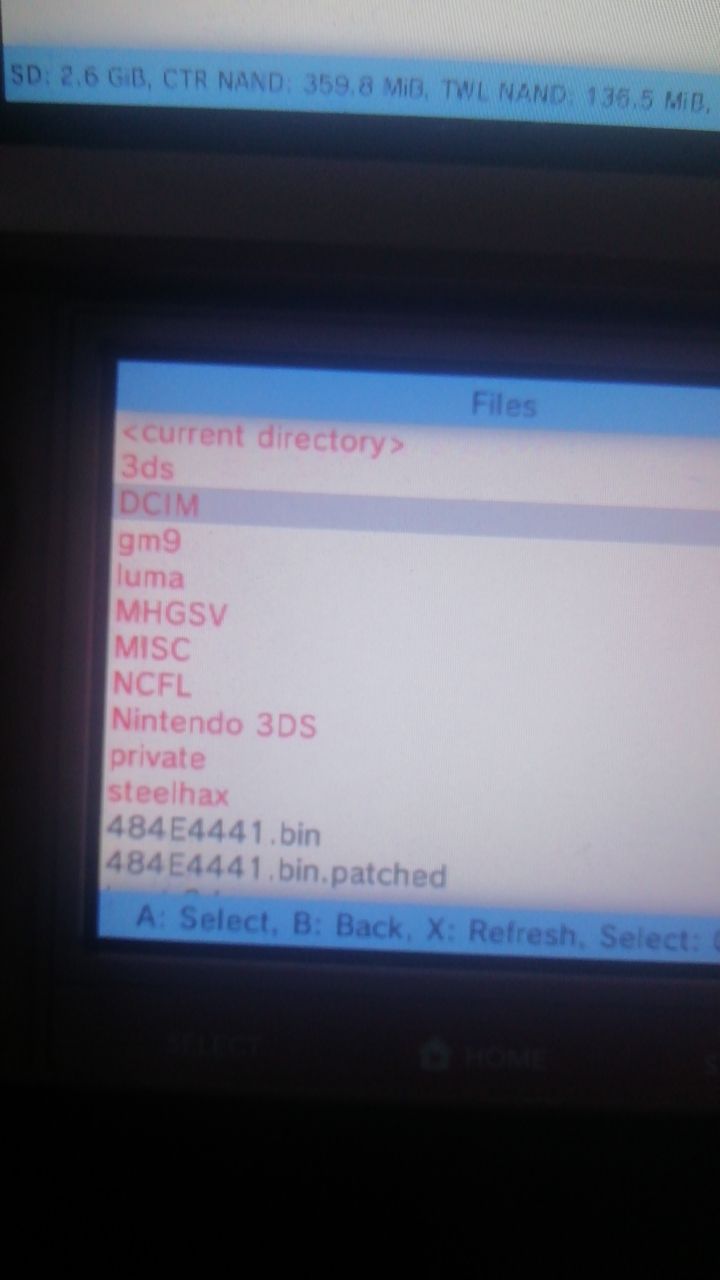 SD: 2.6 GiB, CTR NAND: 359.8 MiB, TWL NAND: 136.5 MiB,
Files
<current directory>
3ds
DCIM
gm9
luma
MHGSV
MISC
NCFL
Nintendo 3DS
private
steelhax
484E4441.bin
484E4441.bin.patched
A: Select, B: Back, X: Refresh, Select:
SELECT
HOME